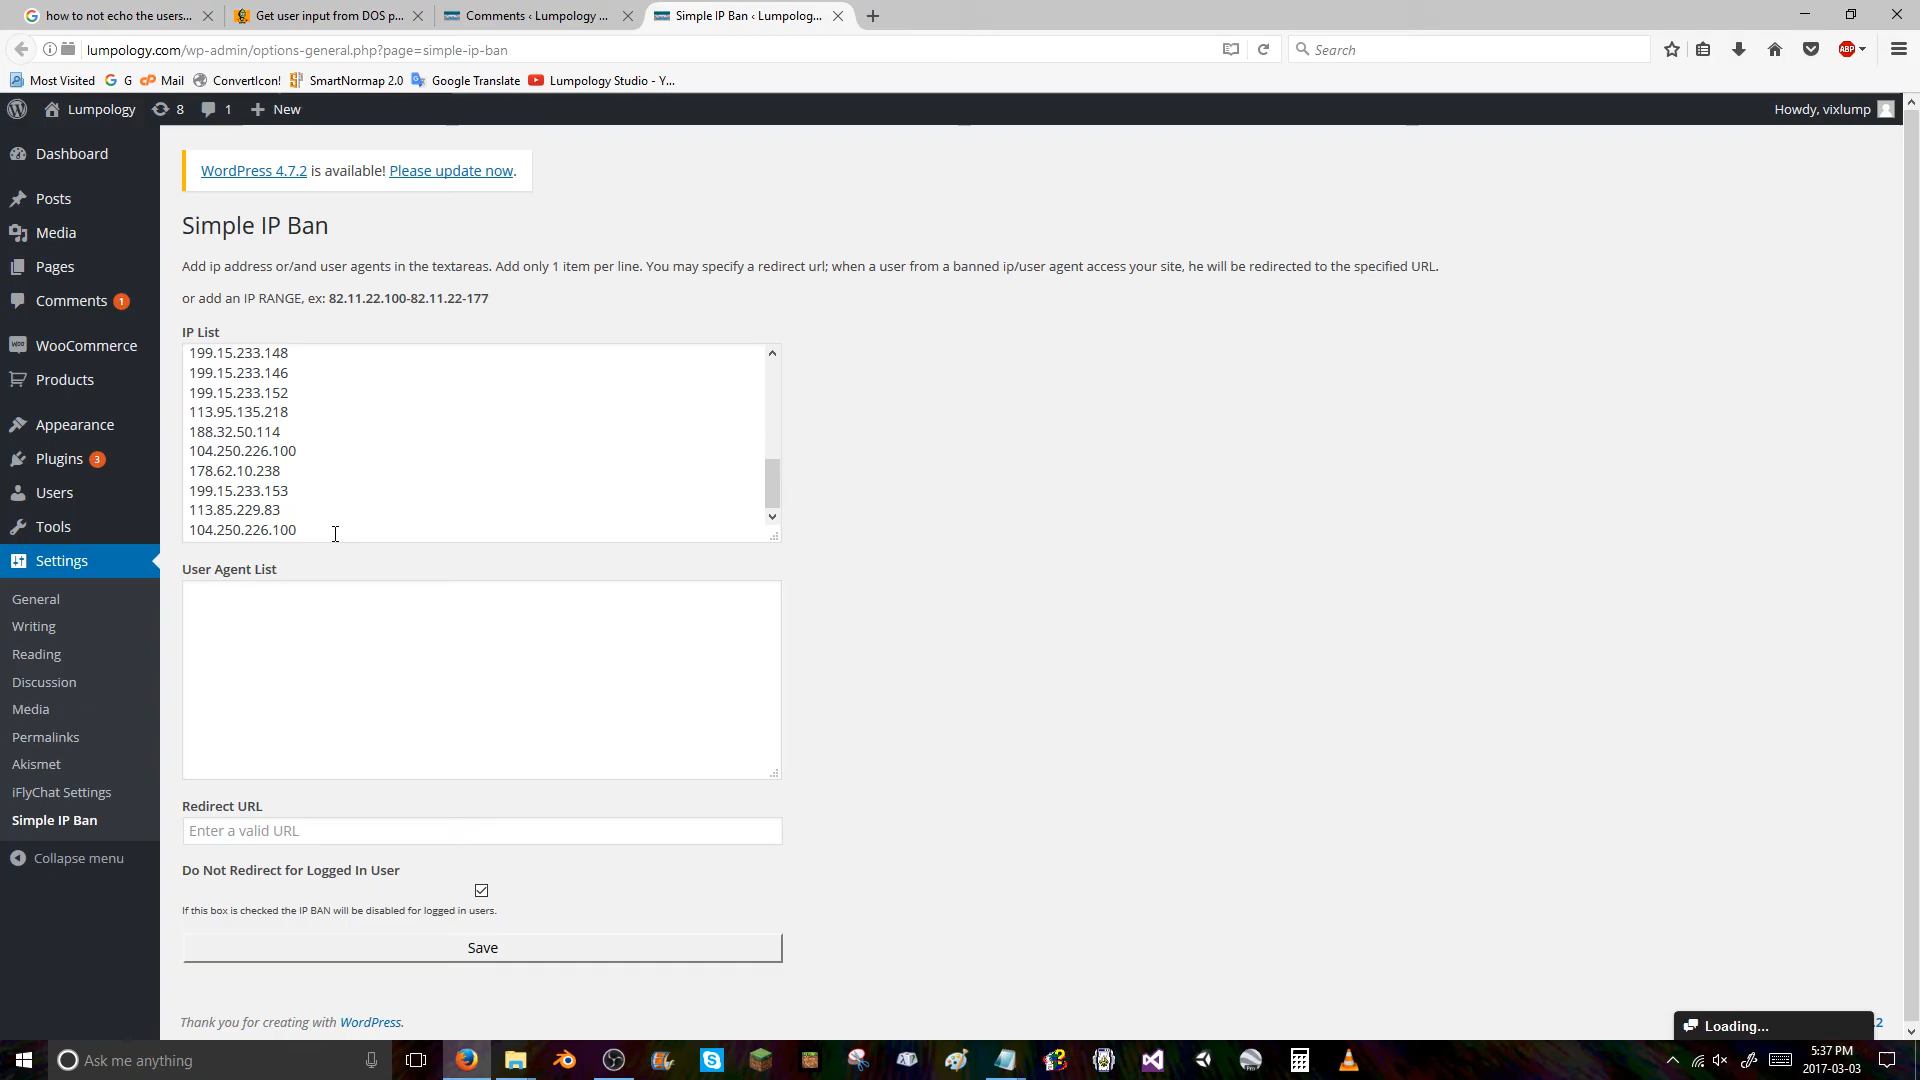 how to not echo the users...
Get user input from DOS p...
Comments ‹ Lumpology ...
Simple IP Ban ‹ Lumpolog...
lumpology.com/wp-admin/options-general.php?page=simple-ip-ban
Search
ABP
Most Visited
G
Mail
ConvertIcon!
SmartNormap 2.0
Google Translate
Lumpology Studio - Y...
Lumpology
8
1
New
Howdy, vixlump
Dashboard
Posts
Media
Pages
Comments 1
WooCommerce
Products
Appearance
Plugins 3
Users
Tools
Settings
General
Writing
Reading
Discussion
Media
Permalinks
Akismet
iFlyChat Settings
Simple IP Ban
Collapse menu
WordPress 4.7.2 is available! Please update now.
Simple IP Ban
Add ip address or/and user agents in the textareas. Add only 1 item per line. You may specify a redirect url; when a user from a banned ip/user agent access your site, he will be redirected to the specified URL.
or add an IP RANGE, ex: 82.11.22.100-82.11.22-177
IP List
199.15.233.148
199.15.233.146
199.15.233.152
113.95.135.218
188.32.50.114
104.250.226.100
178.62.10.238
199.15.233.153
113.85.229.83
104.250.226.100
User Agent List
Redirect URL
Enter a valid URL
Do Not Redirect for Logged In User
If this box is checked the IP BAN will be disabled for logged in users.
Save
Thank you for creating with WordPress.
Loading...
.2
Ask me anything
5:37 PM
2017-03-03